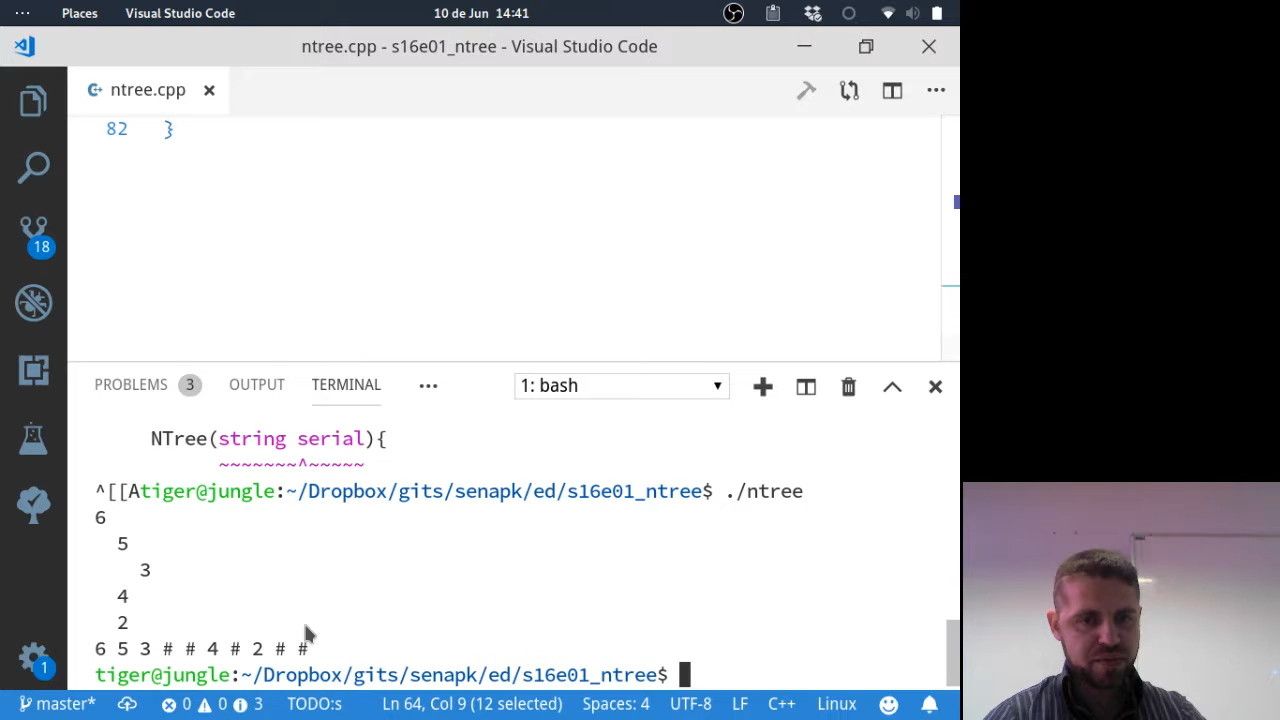 Places Visual Studio Code 10 de Jun 14:41
ntree.cpp - s16e01_ntree - Visual Studio Code
ntree.cpp
82 }
18
PROBLEMS 3 OUTPUT TERMINAL 1: bash
NTree(string serial){
~~~~~~~^~~~~~
^[[Atiger@jungle:~/Dropbox/gits/senapk/ed/s16e01_ntree$ ./ntree
6
5
3
4
2
6 5 3 # # 4 # 2 # #
tiger@jungle:~/Dropbox/gits/senapk/ed/s16e01_ntree$
1
master* 0 0 3 TODO:s Ln 64, Col 9 (12 selected) Spaces: 4 UTF-8 LF C++ Linux